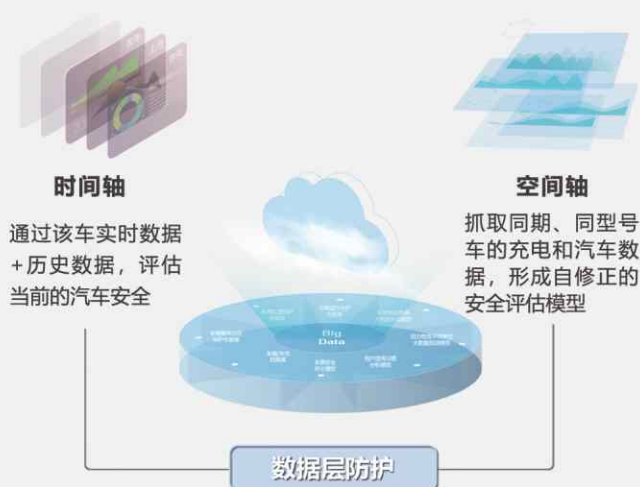 时间轴
通过该车实时数据
+历史数据，评估
当前的汽车安全
空间轴
抓取同期、同型号
车的充电和汽车数
据，形成自修正的
安全评估模型
Big
Data
数据层防护